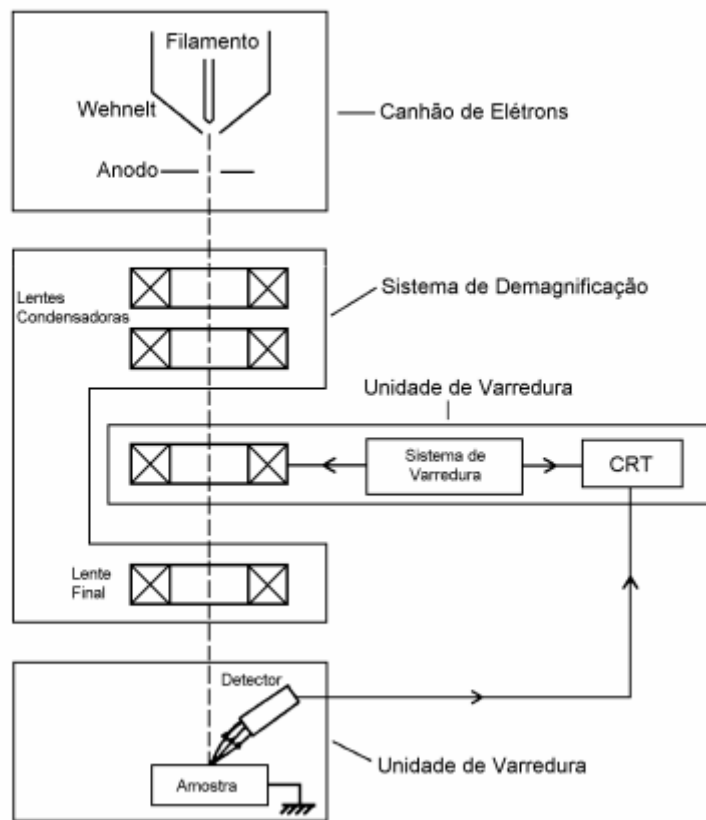 Filamento
Wehnelt
Canhão de Elétrons
Anodo
Lentes
Condensadoras
Sistema de Demagnificação
Unidade de Varredura
Sistema de
Varredura
CRT
Lente
Final
Detector
Amostra
Unidade de Varredura